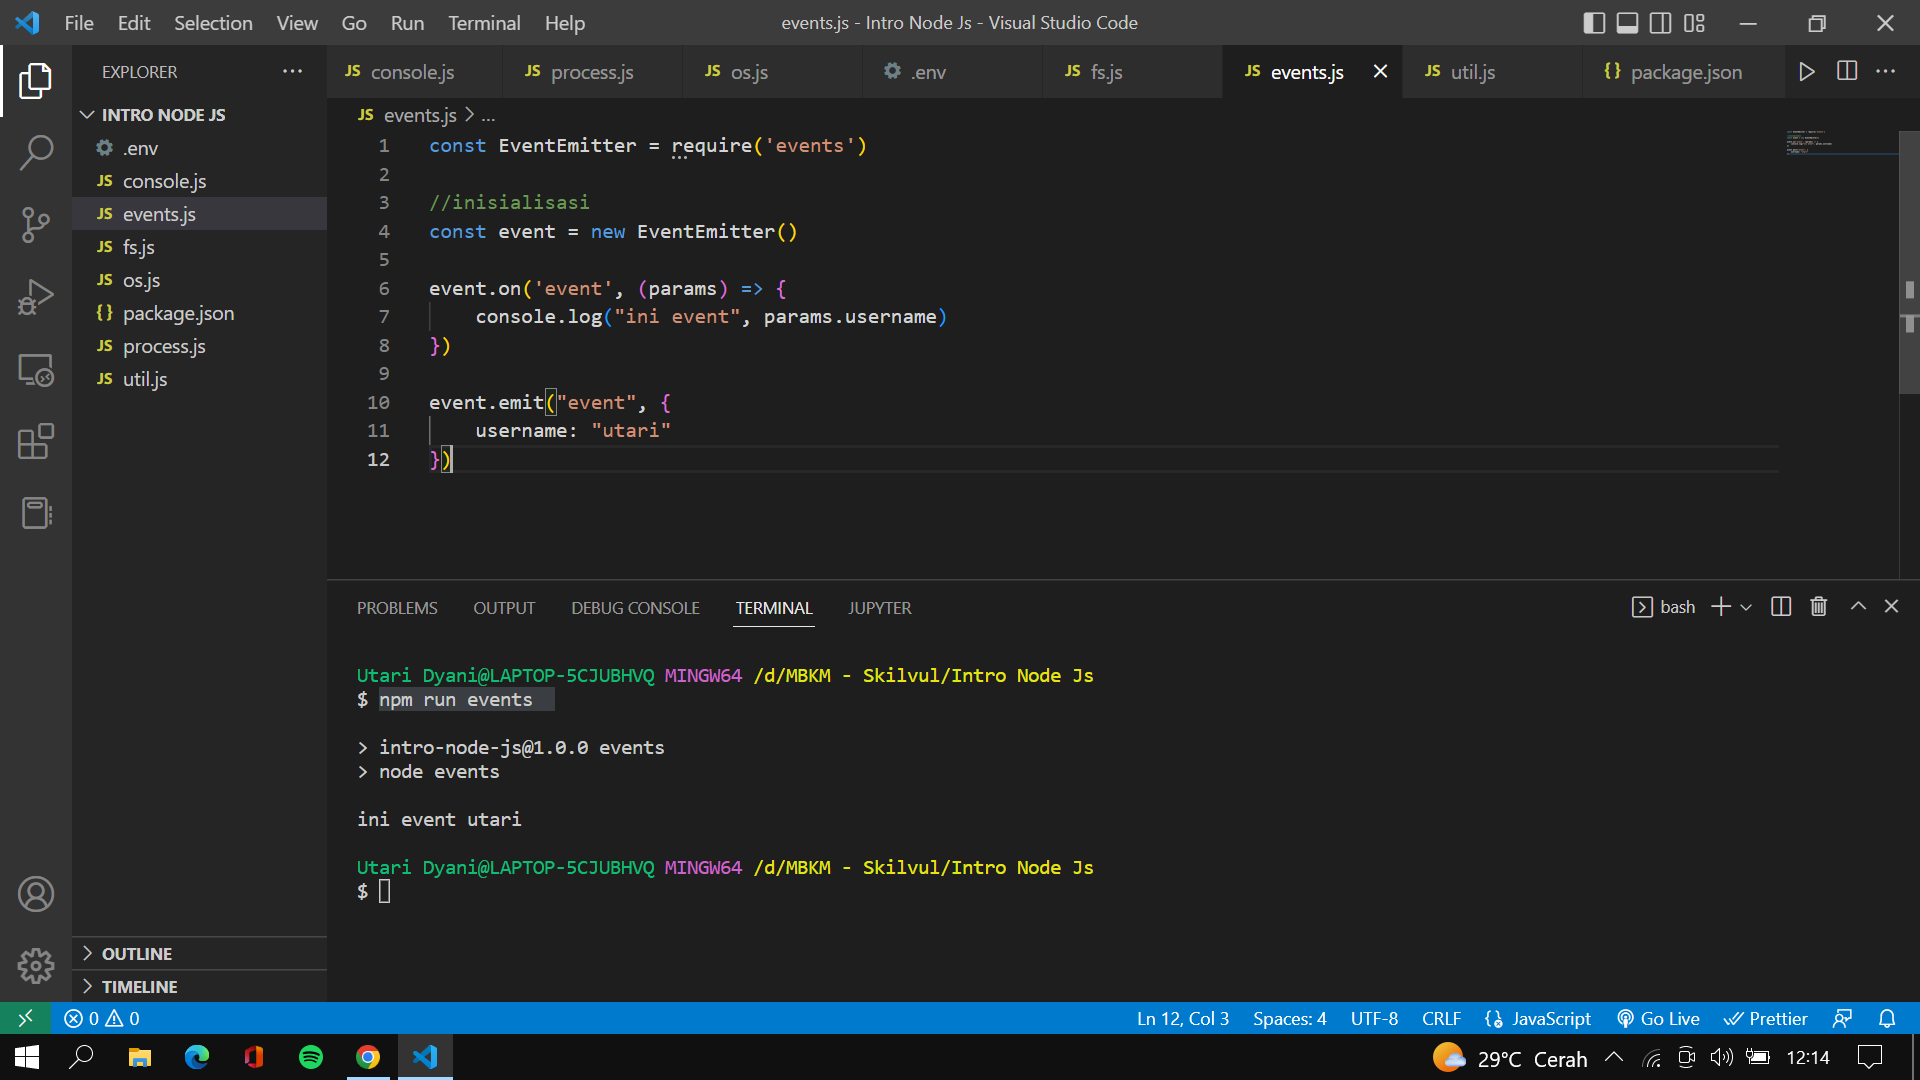 File Edit Selection View Go Run Terminal Help
events.js - Intro Node Js - Visual Studio Code
EXPLORER
JS console.js
JS process.js
JS os.js
.env
JS fs.js
JS events.js
JS util.js
{} package.json
INTRO NODE JS
.env
JS console.js
JS events.js
JS fs.js
JS os.js
{} package.json
JS process.js
JS util.js
OUTLINE
TIMELINE
JS events.js > ...
1 const EventEmitter = require('events')
2
3 //inisialisasi
4 const event = new EventEmitter()
5
6 event.on('event', (params) => {
7 console.log("ini event", params.username)
8 })
9
10 event.emit("event", {
11 username: "utari"
12 })
PROBLEMS OUTPUT DEBUG CONSOLE TERMINAL JUPYTER
bash
Utari Dyani@LAPTOP-5CJUBHVQ MINGW64 /d/MBKM - Skilvul/Intro Node Js
$ npm run events
> intro-node-js@1.0.0 events
> node events
ini event utari
Utari Dyani@LAPTOP-5CJUBHVQ MINGW64 /d/MBKM - Skilvul/Intro Node Js
$
0 0
Ln 12, Col 3 Spaces: 4 UTF-8 CRLF {} JavaScript Go Live Prettier
29°C Cerah 12:14